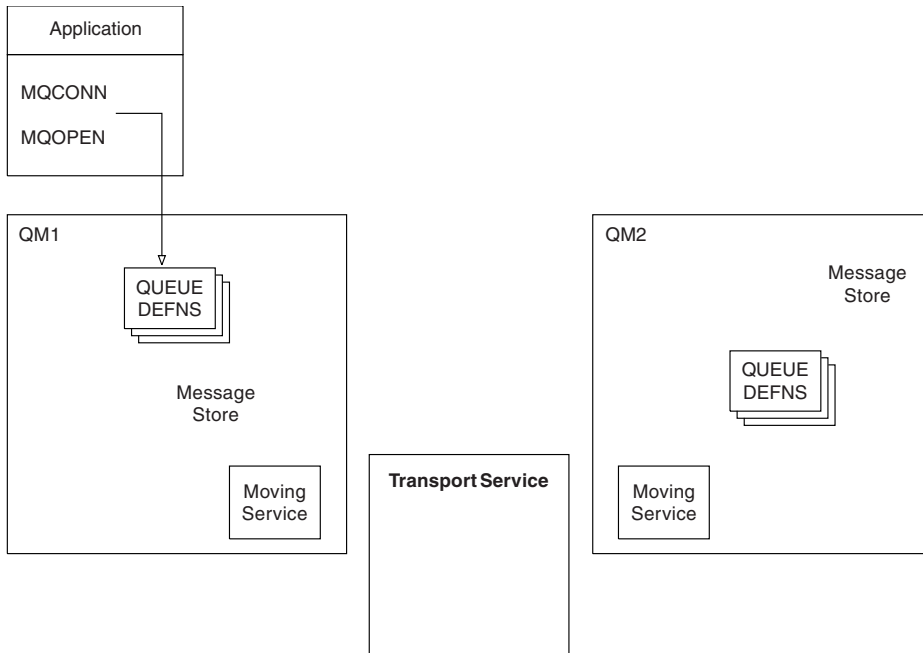 Application
MQCONN
MQOPEN
QM1
QUEUE
DEFNS
Message
Store
Moving
Service
Transport Service
QM2
Message
Store
QUEUE
DEFNS
Moving
Service